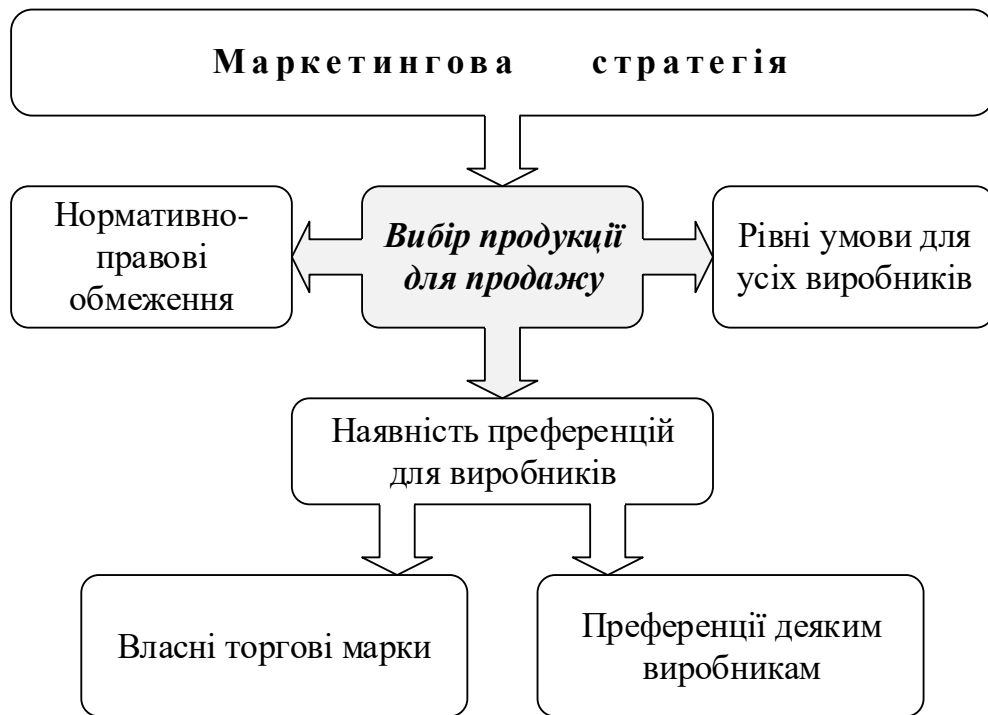 Маркетингова стратегія
Нормативно-
правові
обмеження
Вибір продукції
для продажу
Рівні умови для
усіх виробників
Наявність преференцій
для виробників
Власні торгові марки
Преференції деяким
виробникам